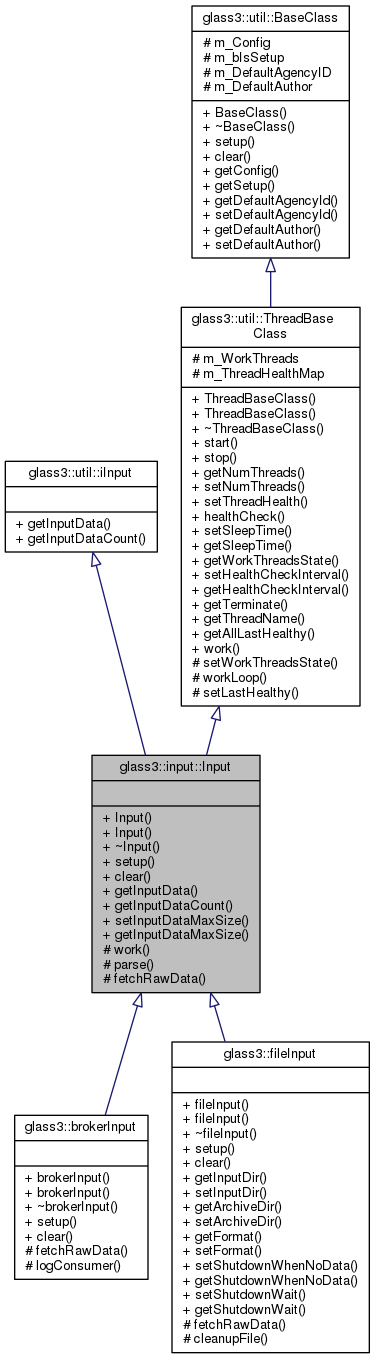 glass3::util::BaseClass
# m_Config
# m_bIsSetup
# m_DefaultAgencyID
# m_DefaultAuthor
+ BaseClass()
+ ~BaseClass()
+ setup()
+ clear()
+ getConfig()
+ getSetup()
+ getDefaultAgencyId()
+ setDefaultAgencyId()
+ getDefaultAuthor()
+ setDefaultAuthor()
glass3::util::ThreadBase
Class
# m_WorkThreads
# m_ThreadHealthMap
+ ThreadBaseClass()
+ ThreadBaseClass()
+ ~ThreadBaseClass()
+ start()
+ stop()
+ getNumThreads()
+ setNumThreads()
+ setThreadHealth()
+ healthCheck()
+ setSleepTime()
+ getSleepTime()
+ getWorkThreadsState()
+ setHealthCheckInterval()
+ getHealthCheckInterval()
+ getTerminate()
+ getThreadName()
+ getAllLastHealthy()
+ work()
# setWorkThreadsState()
# workLoop()
# setLastHealthy()
glass3::util::iInput
+ getInputData()
+ getInputDataCount()
glass3::input::Input
+ Input()
+ Input()
+ ~Input()
+ setup()
+ clear()
+ getInputData()
+ getInputDataCount()
+ setInputDataMaxSize()
+ getInputDataMaxSize()
# work()
# parse()
# fetchRawData()
glass3::brokerInput
+ brokerInput()
+ brokerInput()
+ ~brokerInput()
+ setup()
+ clear()
# fetchRawData()
# logConsumer()
glass3::fileInput
+ fileInput()
+ fileInput()
+ ~fileInput()
+ setup()
+ clear()
+ getInputDir()
+ setInputDir()
+ getArchiveDir()
+ setArchiveDir()
+ getFormat()
+ setFormat()
+ setShutdownWhenNoData()
+ getShutdownWhenNoData()
+ setShutdownWait()
+ getShutdownWait()
# fetchRawData()
# cleanupFile()